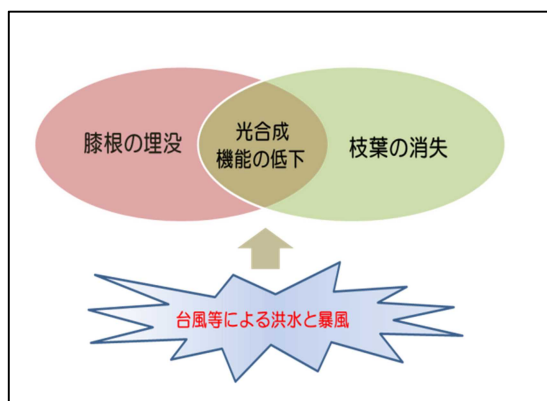 膝根の埋没
光合成
機能の低下
枝葉の消失
台風等による洪水と暴風